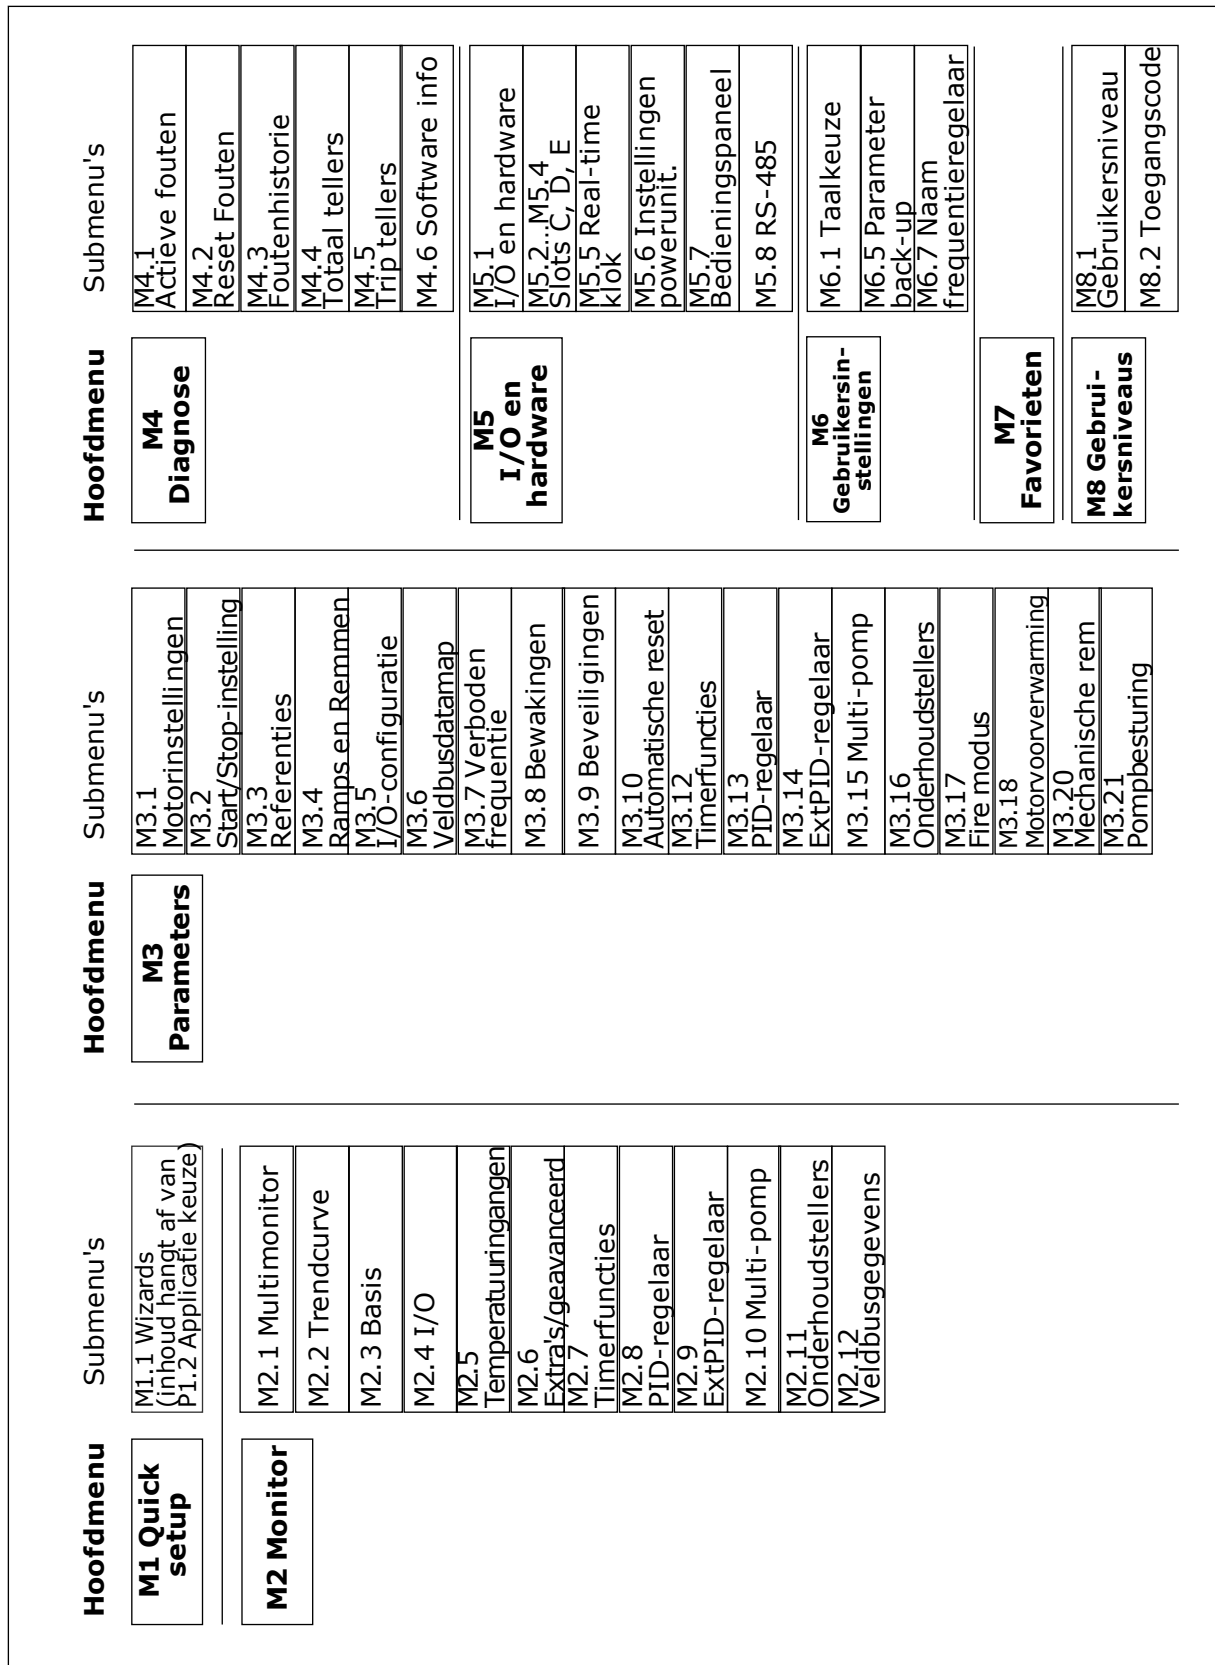 Hoofdmenu
Submenu's
M1 Quick
setup
M1.1 Wizards
(inhoud hangt af van
P1.2 Applicatie keuze)
M2 Monitor
M2.1 Multimonitor
M2.2 Trendcurve
M2.3 Basis
M2.4 I/O
M2.5
Temperatuuringangen
M2.6
Extra's/geavanceerd
M2.7
Timerfuncties
M2.8
PID-regelaar
M2.9
ExtPID-regelaar
M2.10 Multi-pomp
M2.11
Onderhoudstellers
M2.12
Veldbusgegevens
Hoofdmenu
Submenu's
M3
Parameters
M3.1
Motorinstellingen
M3.2
Start/Stop-instelling
M3.3
Referenties
M3.4
Ramps en Remmen
M3.5
I/O-configuratie
M3.6
Veldbusdatamap
M3.7 Verboden
frequentie
M3.8 Bewakingen
M3.9 Beveiligingen
M3.10
Automatische reset
M3.12
Timerfuncties
M3.13
PID-regelaar
M3.14
ExtPID-regelaar
M3.15 Multi-pomp
M3.16
Onderhoudstellers
M3.17
Fire modus
M3.18
Motorvoorverwarming
M3.20
Mechanische rem
M3.21
Pompbesturing
Hoofdmenu
Submenu's
M4
Diagnose
M4.1
Actieve fouten
M4.2
Reset Fouten
M4.3
Foutenhistorie
M4.4
Totaal tellers
M4.5
Trip tellers
M4.6 Software info
M5
I/O en
hardware
M5.1
I/O en hardware
M5.2...M5.4
Slots C, D, E
M5.5 Real-time
klok
M5.6 Instellingen
powerunit.
M5.7
Bedieningspaneel
M5.8 RS-485
M6
Gebruikersin-
stellingen
M6.1 Taalkeuze
M6.5 Parameter
back-up
M6.7 Naam
frequentieregelaar
M7
Favorieten
M8 Gebrui-
kersniveaus
M8.1
Gebruikersniveau
M8.2 Toegangscode